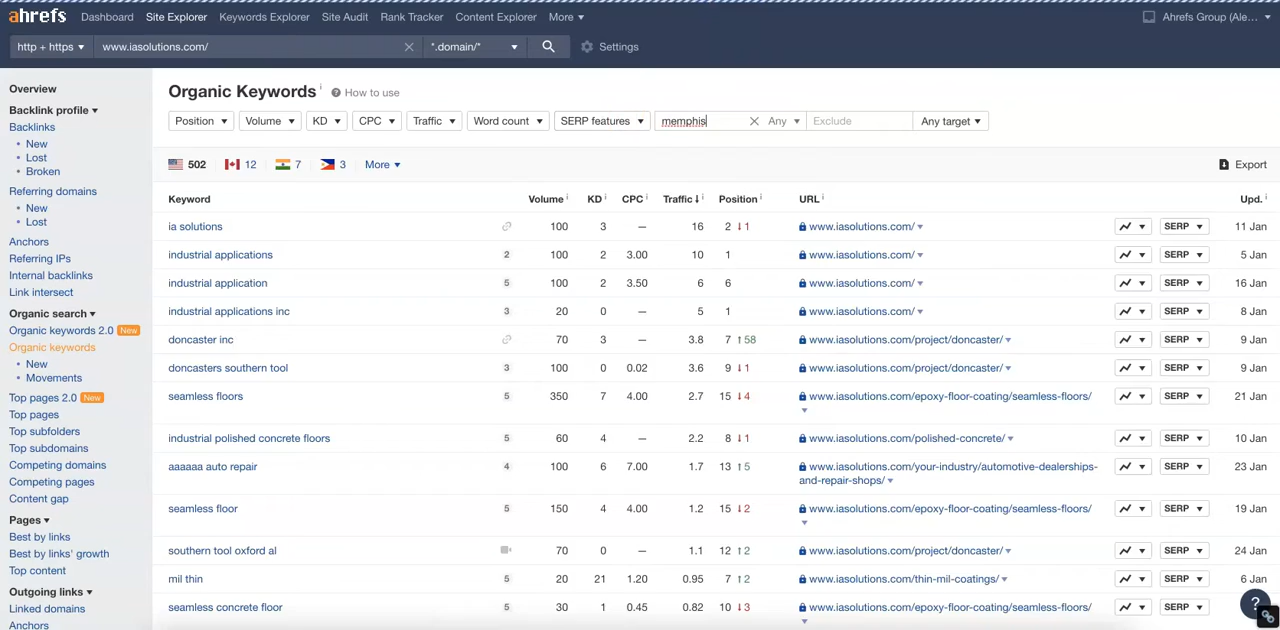 ahrefs Dashboard Site Explorer Keywords Explorer Site Audit Rank Tracker Content Explorer More Ahrefs Group (Ale...
http + https www.iasolutions.com/ *.domain/* Settings
Overview
Backlink profile
Backlinks
• New
• Lost
• Broken
Referring domains
• New
• Lost
Anchors
Referring IPs
Internal backlinks
Link intersect
Organic search
Organic keywords 2.0 New
Organic keywords
• New
• Movements
Top pages 2.0 New
Top pages
Top subfolders
Top subdomains
Competing domains
Competing pages
Content gap
Pages
Best by links
Best by links' growth
Top content
Outgoing links
Linked domains
Anchors
Organic Keywords i ? How to use
Position Volume KD CPC Traffic Word count SERP features memphis Any Exclude Any target
502 12 7 3 More Export
Keyword Volume i KD i CPC i Traffic ↓ i Position i URL i Upd. i
ia solutions 100 3 — 16 2 ↓1 www.iasolutions.com/ SERP 11 Jan
industrial applications 2 100 2 3.00 10 1 www.iasolutions.com/ SERP 5 Jan
industrial application 5 100 2 3.50 6 6 www.iasolutions.com/ SERP 16 Jan
industrial applications inc 3 20 0 — 5 1 www.iasolutions.com/ SERP 8 Jan
doncaster inc 70 3 — 3.8 7 ↑58 www.iasolutions.com/project/doncaster/ SERP 9 Jan
doncasters southern tool 3 100 0 0.02 3.6 9 ↓1 www.iasolutions.com/project/doncaster/ SERP 9 Jan
seamless floors 5 350 7 4.00 2.7 15 ↓4 www.iasolutions.com/epoxy-floor-coating/seamless-floors/ SERP 21 Jan
industrial polished concrete floors 5 60 4 — 2.2 8 ↓1 www.iasolutions.com/polished-concrete/ SERP 10 Jan
aaaaaa auto repair 4 100 6 7.00 1.7 13 ↑5 www.iasolutions.com/your-industry/automotive-dealerships- SERP 23 Jan
and-repair-shops/
seamless floor 5 150 4 4.00 1.2 15 ↓2 www.iasolutions.com/epoxy-floor-coating/seamless-floors/ SERP 19 Jan
southern tool oxford al 70 0 — 1.1 12 ↑2 www.iasolutions.com/project/doncaster/ SERP 24 Jan
mil thin 5 20 21 1.20 0.95 7 ↑2 www.iasolutions.com/thin-mil-coatings/ SERP 6 Jan
seamless concrete floor 5 30 1 0.45 0.82 10 ↓3 www.iasolutions.com/epoxy-floor-coating/seamless-floors/ SERP 7 Jan
?